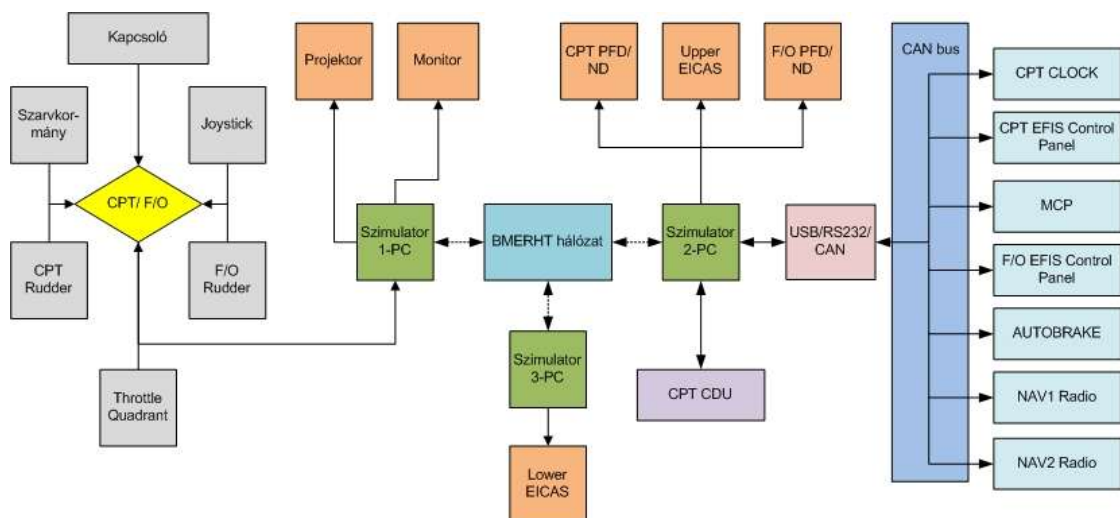 Kapcsoló
Szarvkor-
mány
Joystick
CPT/ F/O
CPT
Rudder
F/O
Rudder
Throttle
Quadrant
Projektor
Monitor
CPT PFD/
ND
Upper
EICAS
F/O PFD/
ND
Szimulator
1-PC
BMERHT hálózat
Szimulator
2-PC
USB/RS232/
CAN
Szimulator
3-PC
CPT CDU
Lower
EICAS
CAN bus
CPT CLOCK
CPT EFIS Control
Panel
MCP
F/O EFIS Control
Panel
AUTOBRAKE
NAV1 Radio
NAV2 Radio